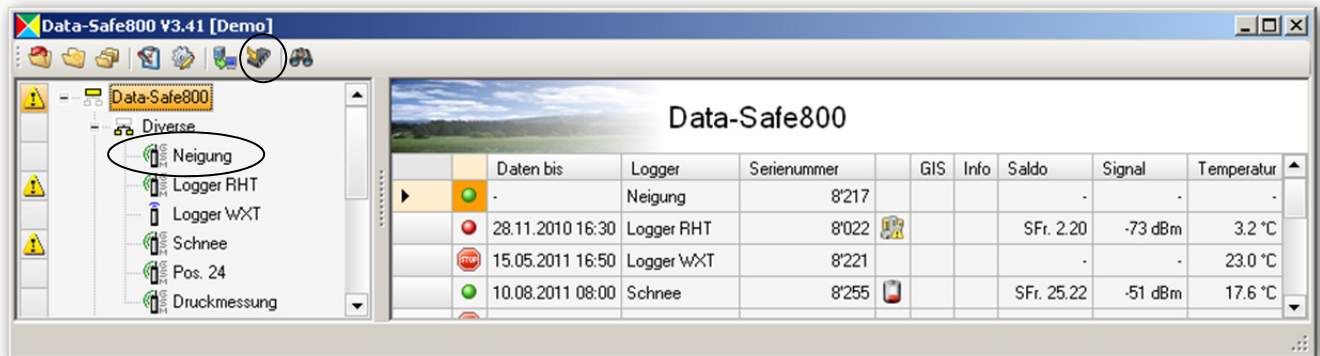 Data-Safe800 V3.41 [Demo]
Data-Safe800
Diverse
Neigung
Logger RHT
Logger WXT
Schnee
Pos. 24
Druckmessung
Data-Safe800
Daten bis Logger Serienummer GIS Info Saldo Signal Temperatur
- Neigung 8'217 - - -
28.11.2010 16:30 Logger RHT 8'022 SFr. 2.20 -73 dBm 3.2 °C
STOP 15.05.2011 16:50 Logger WXT 8'221 - - 23.0 °C
10.08.2011 08:00 Schnee 8'255 SFr. 25.22 -51 dBm 17.6 °C